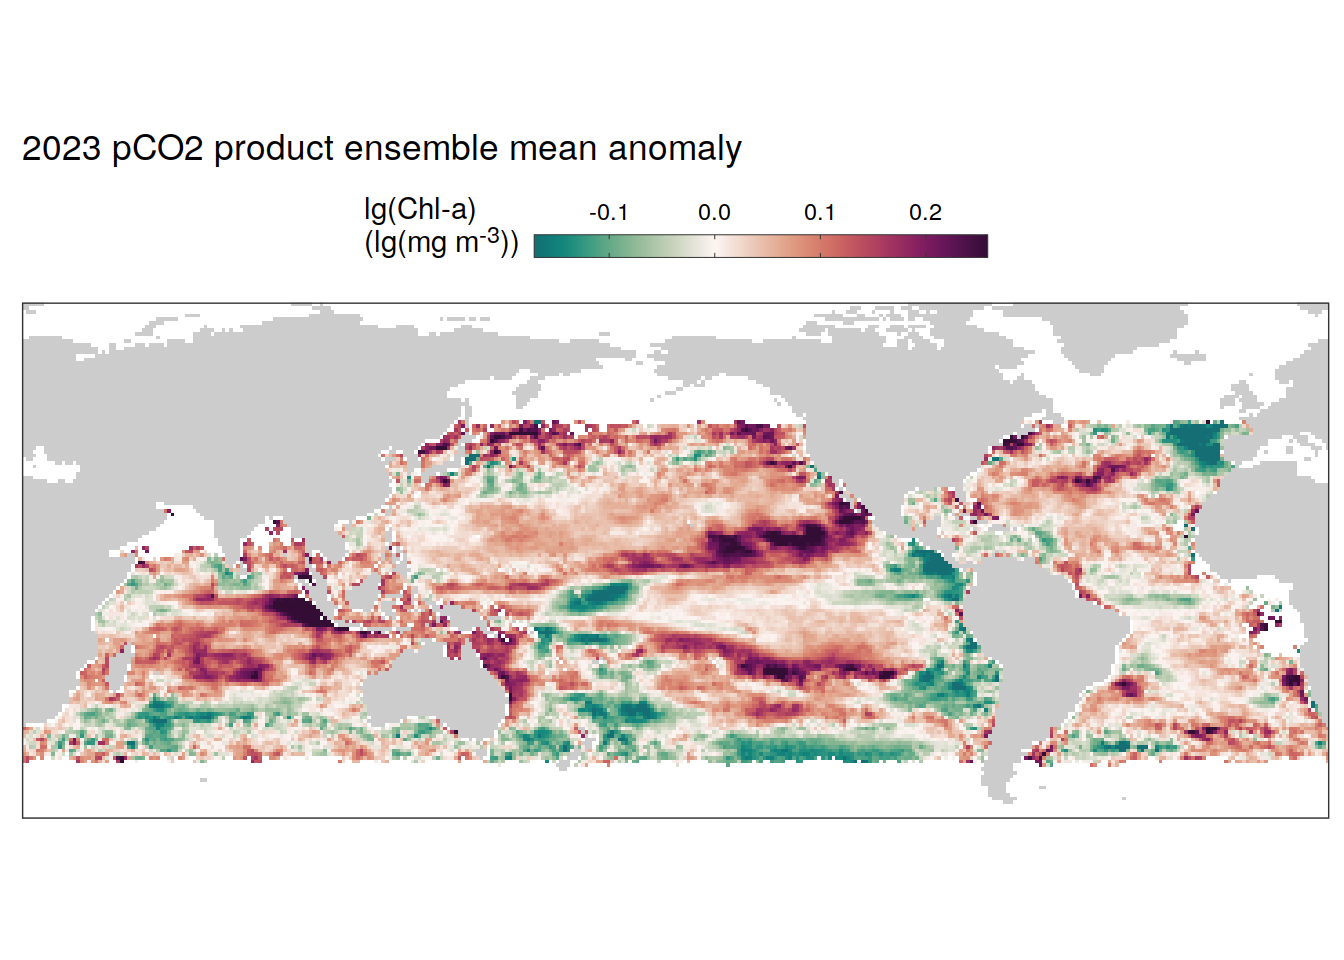 2023 pCO2 product ensemble mean anomaly
lg(Chl-a)
(lg(mg m⁻³))
-0.1 0.0 0.1 0.2